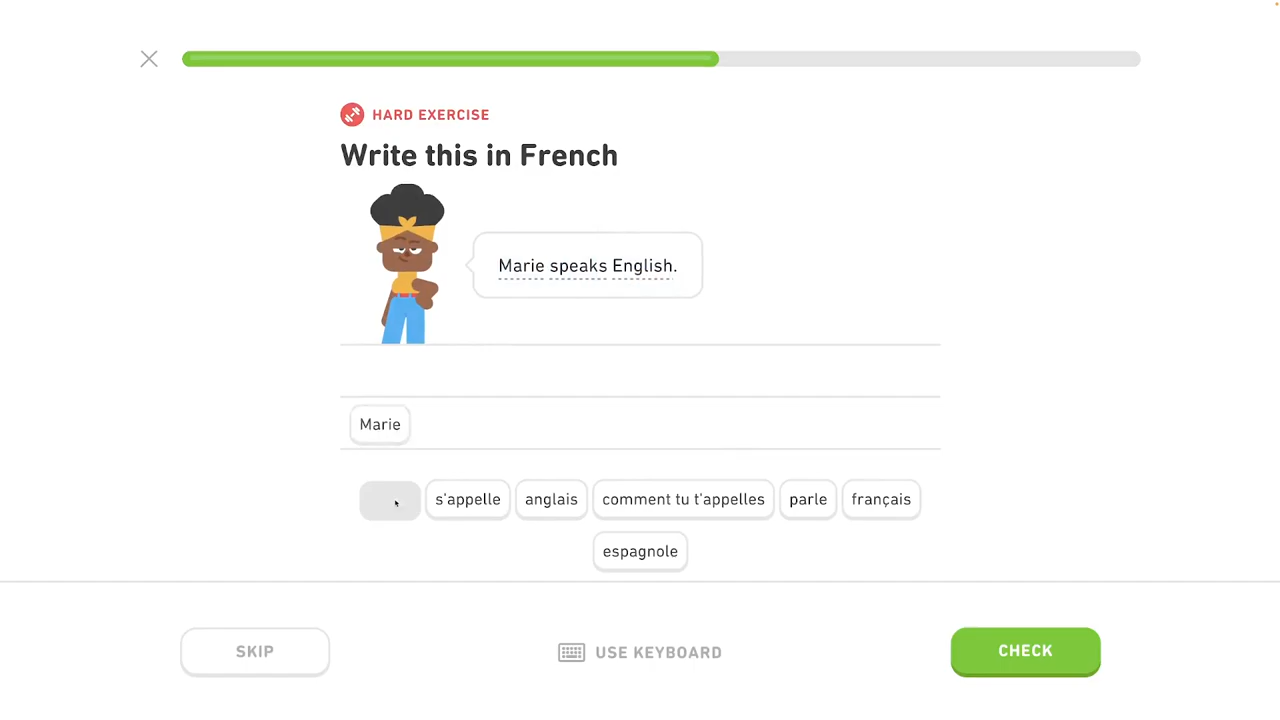 HARD EXERCISE
Write this in French
Marie speaks English.
Marie
s'appelle anglais comment tu t'appelles parle français
espagnole
SKIP USE KEYBOARD CHECK